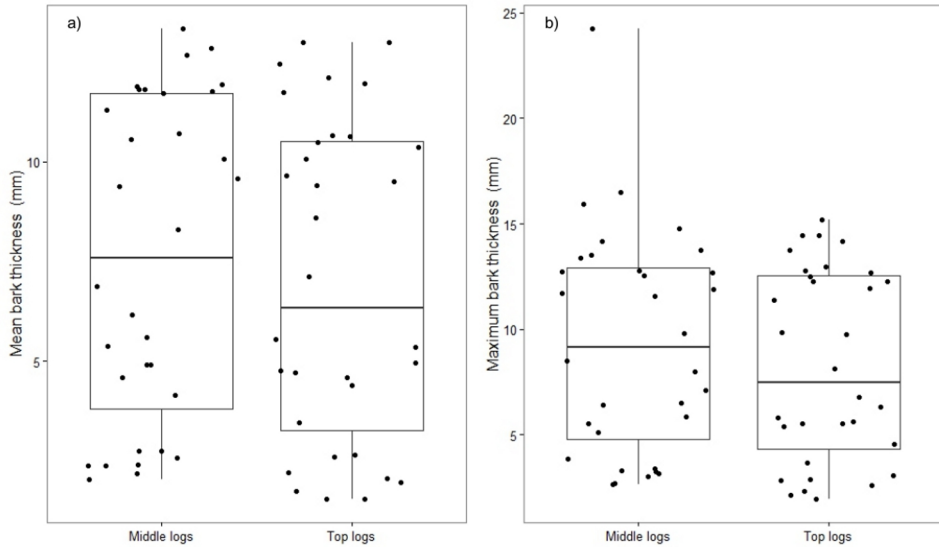 a)
Mean bark thickness (mm)
10
5
Middle logs
Top logs
b)
Maximum bark thickness (mm)
25
20
15
10
5
Middle logs
Top logs